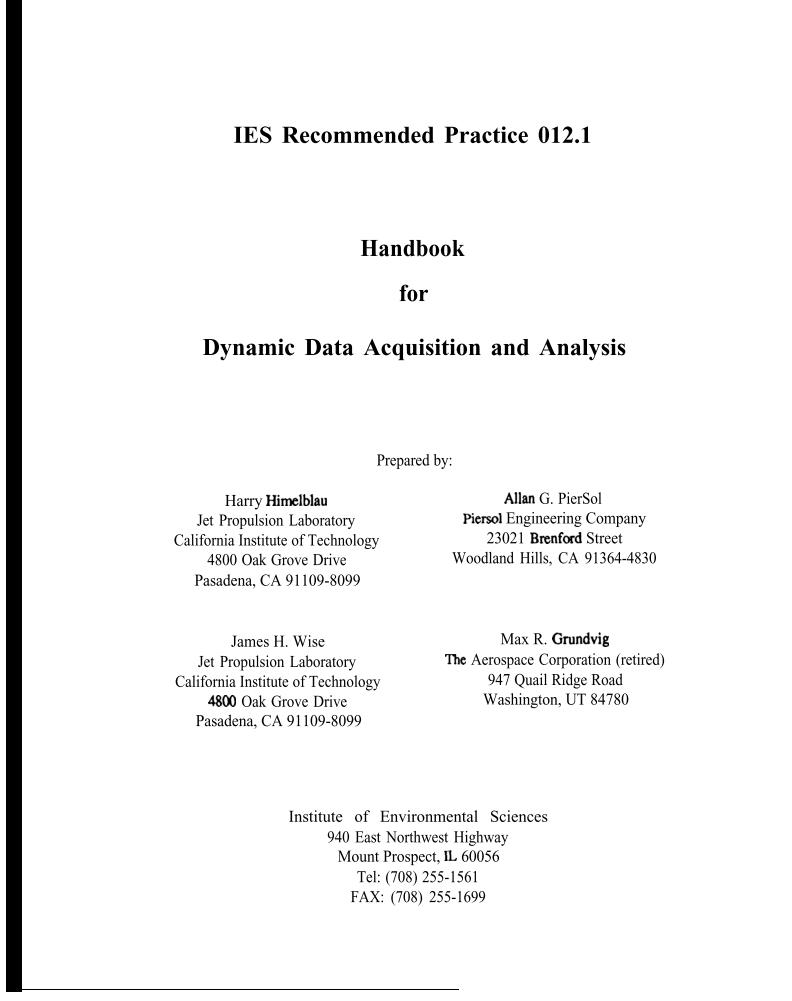 IES Recommended Practice 012.1
Handbook
for
Dynamic Data Acquisition and Analysis
Prepared by:
Harry Himelblau
Jet Propulsion Laboratory
California Institute of Technology
4800 Oak Grove Drive
Pasadena, CA 91109-8099
Allan G. PierSol
Piersol Engineering Company
23021 Brenford Street
Woodland Hills, CA 91364-4830
James H. Wise
Jet Propulsion Laboratory
California Institute of Technology
4800 Oak Grove Drive
Pasadena, CA 91109-8099
Max R. Grundvig
The Aerospace Corporation (retired)
947 Quail Ridge Road
Washington, UT 84780
Institute of Environmental Sciences
940 East Northwest Highway
Mount Prospect, IL 60056
Tel: (708) 255-1561
FAX: (708) 255-1699